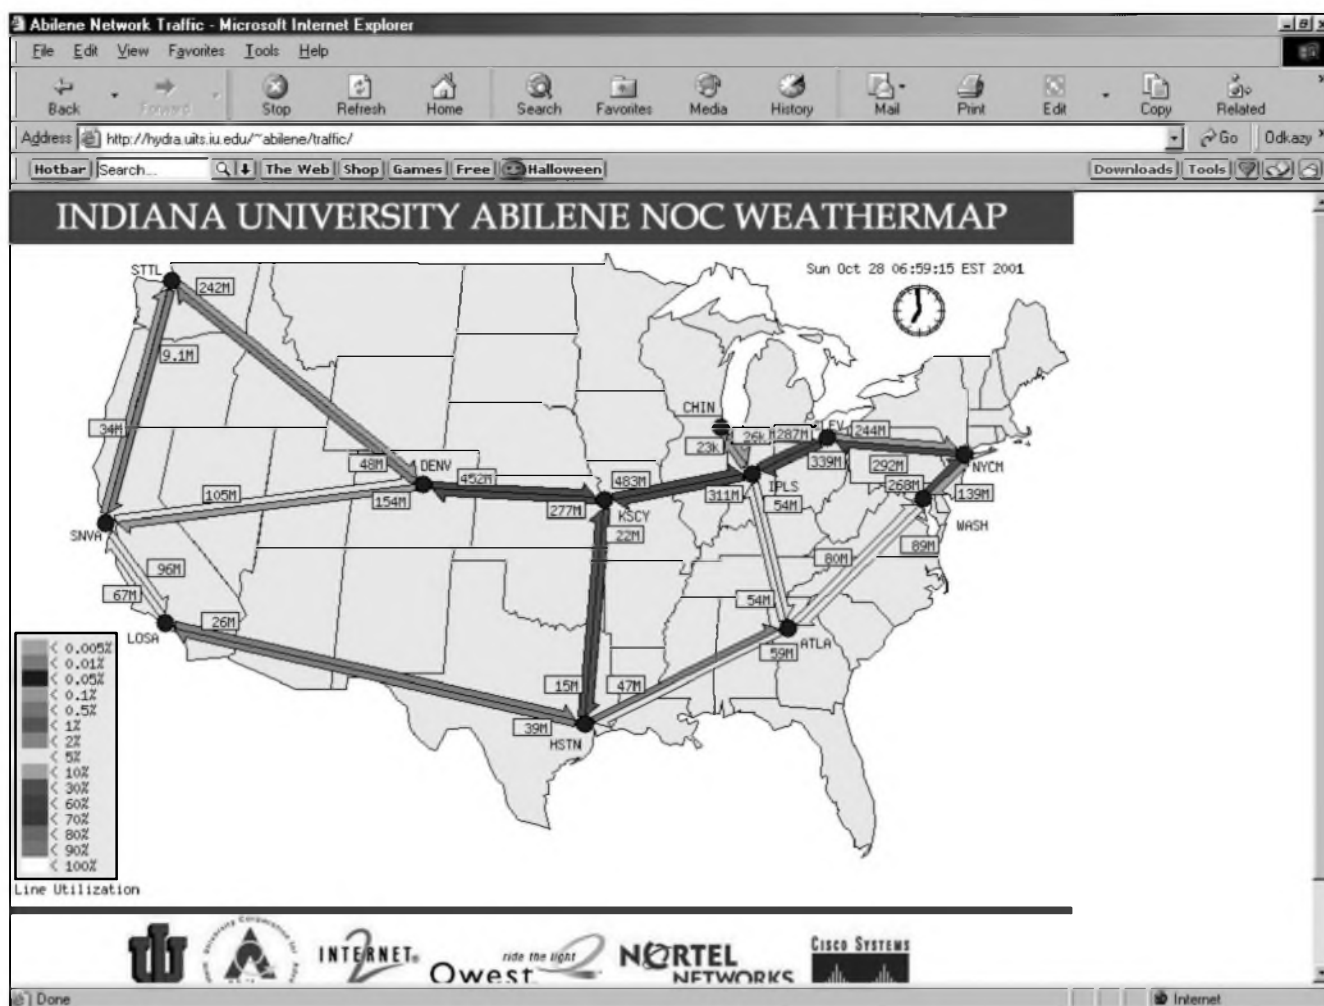 Abilene Network Traffic - Microsoft Internet Explorer
File Edit View Favorites Tools Help
Back Forward Stop Refresh Home Search Favorites Media History Mail Print Edit Copy Related
Address http://hydra.uits.iu.edu/~abilene/traffic/ Go Odkazy
Hotbar Search... The Web Shop Games Free Halloween Downloads Tools
INDIANA UNIVERSITY ABILENE NOC WEATHERMAP
Sun Oct 28 06:59:15 EST 2001
STTL
242M
9.1M
CHIN
34M
23k
26k
287M
LEV
244M
48M
DENV
452M
483M
339M
292M
NYCM
105M
154M
277M
KSCY
311M
IPLS
54M
268M
139M
SNVA
22M
WASH
96M
80M
89M
67M
54M
LOSA
26M
ATLA
59M
15M
47M
39M
HSTN
< 0.005%
< 0.01%
< 0.05%
< 0.1%
< 0.5%
< 1%
< 2%
< 5%
< 10%
< 30%
< 60%
< 70%
< 80%
< 90%
< 100%
Line Utilization
INTERNET 2
ride the light
Qwest
NORTEL
NETWORKS
CISCO SYSTEMS
Done
Internet